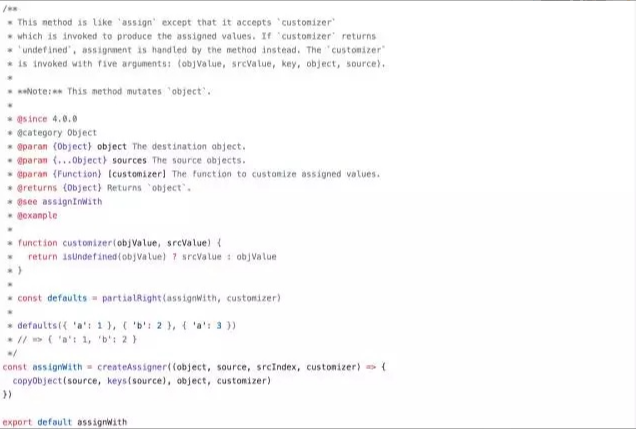 /**
 * This method is like `assign` except that it accepts `customizer`
 * which is invoked to produce the assigned values. If `customizer` returns
 * `undefined`, assignment is handled by the method instead. The `customizer`
 * is invoked with five arguments: (objValue, srcValue, key, object, source).
 *
 * **Note:** This method mutates `object`.
 *
 * @since 4.0.0
 * @category Object
 * @param {Object} object The destination object.
 * @param {...Object} sources The source objects.
 * @param {Function} [customizer] The function to customize assigned values.
 * @returns {Object} Returns `object`.
 * @see assignInWith
 * @example
 *
 * function customizer(objValue, srcValue) {
 *   return isUndefined(objValue) ? srcValue : objValue
 * }
 *
 * const defaults = partialRight(assignWith, customizer)
 *
 * defaults({ 'a': 1 }, { 'b': 2 }, { 'a': 3 })
 * // => { 'a': 1, 'b': 2 }
 */
const assignWith = createAssigner((object, source, srcIndex, customizer) => {
  copyObject(source, keys(source), object, customizer)
})
export default assignWith